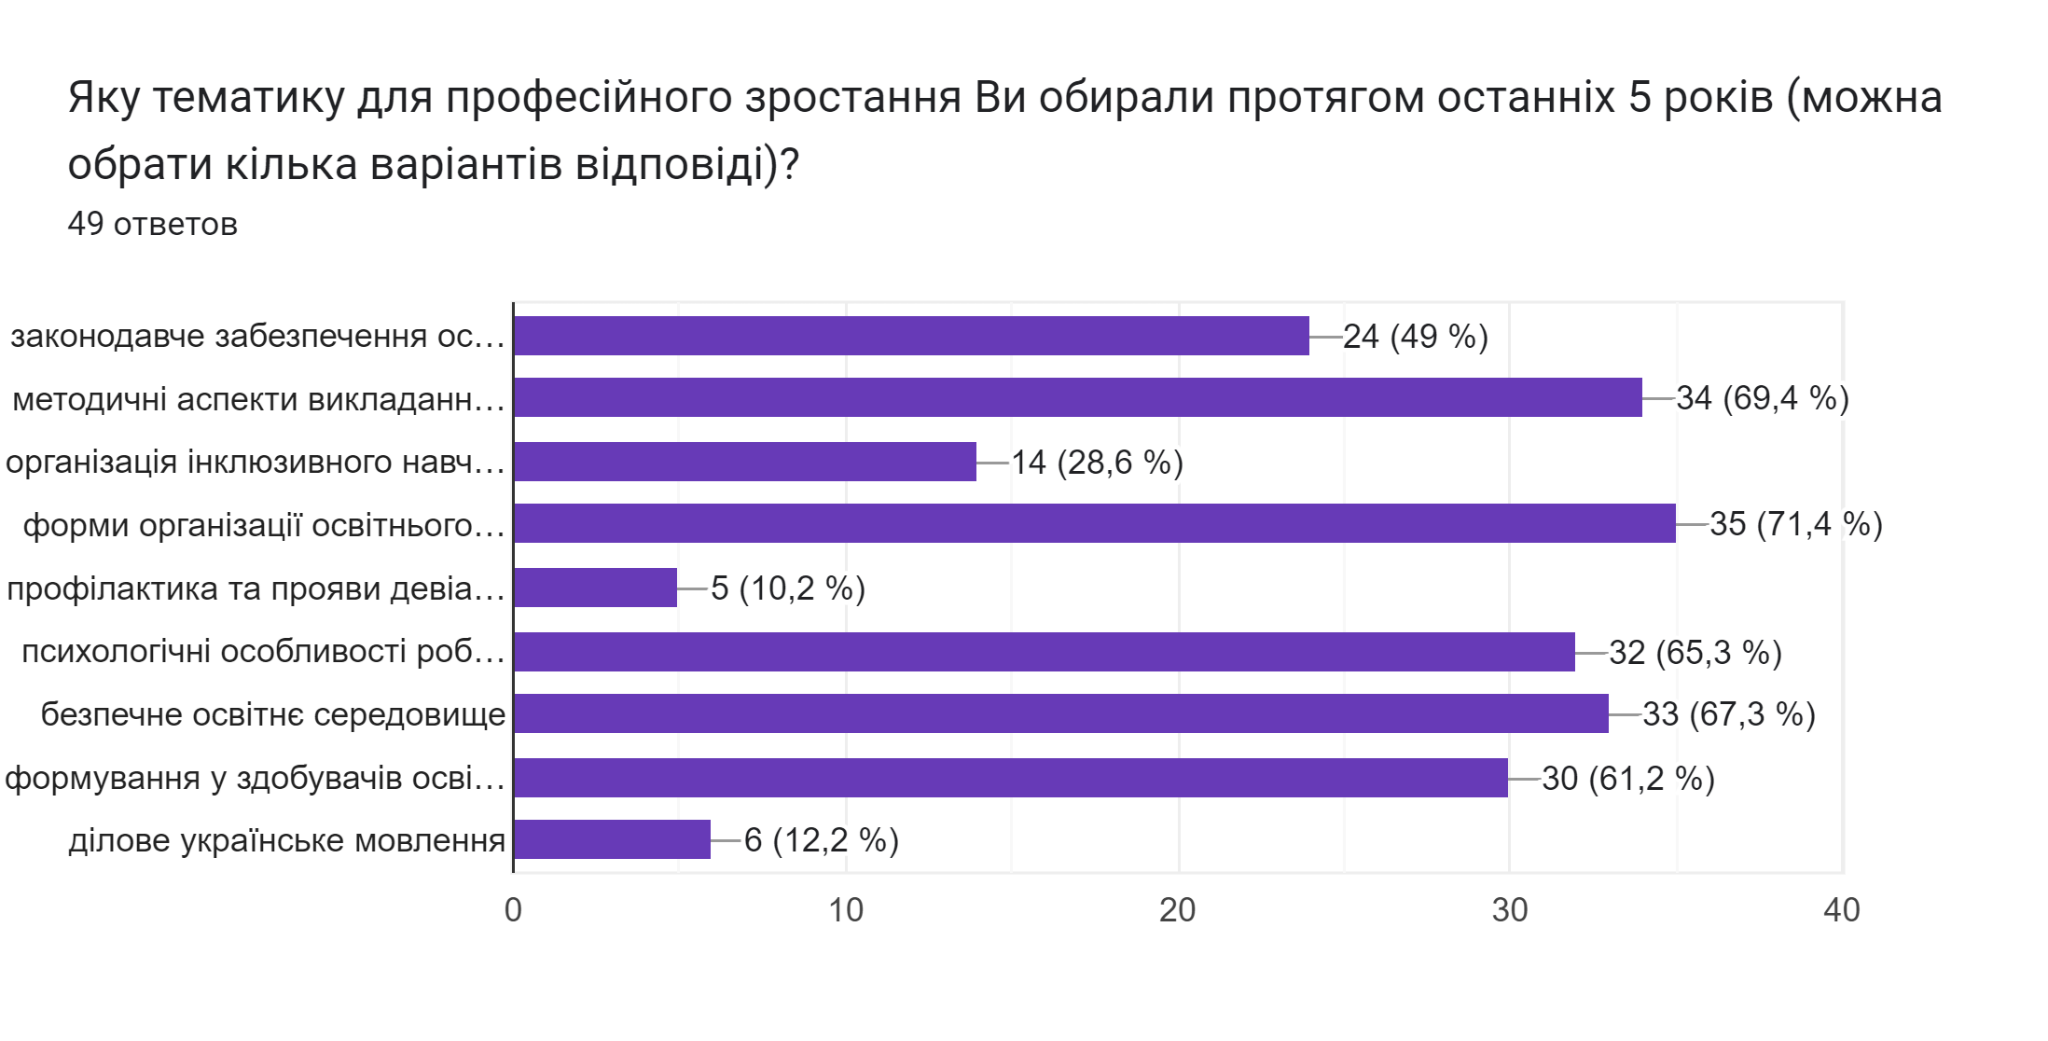 Яку тематику для професійного зростання Ви обирали протягом останніх 5 років (можна
обрати кілька варіантів відповіді)?
49 ответов
законодавче забезпечення ос… 24 (49 %)
методичні аспекти викладанн… 34 (69,4 %)
організація інклюзивного навч… 14 (28,6 %)
форми організації освітнього… 35 (71,4 %)
профілактика та прояви девіа… 5 (10,2 %)
психологічні особливості роб… 32 (65,3 %)
безпечне освітнє середовище 33 (67,3 %)
формування у здобувачів осві… 30 (61,2 %)
ділове українське мовлення 6 (12,2 %)
0 10 20 30 40